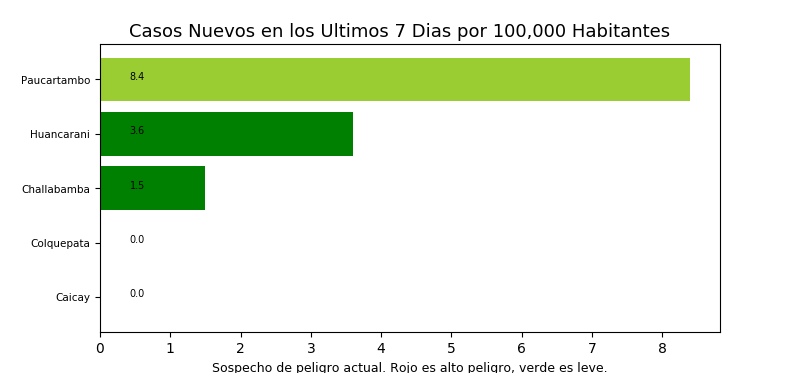 Casos Nuevos en los Ultimos 7 Dias por 100,000 Habitantes
Paucartambo 8.4
Huancarani 3.6
Challabamba 1.5
Colquepata 0.0
Caicay 0.0
0 1 2 3 4 5 6 7 8
Sospecho de peligro actual. Rojo es alto peligro, verde es leve.